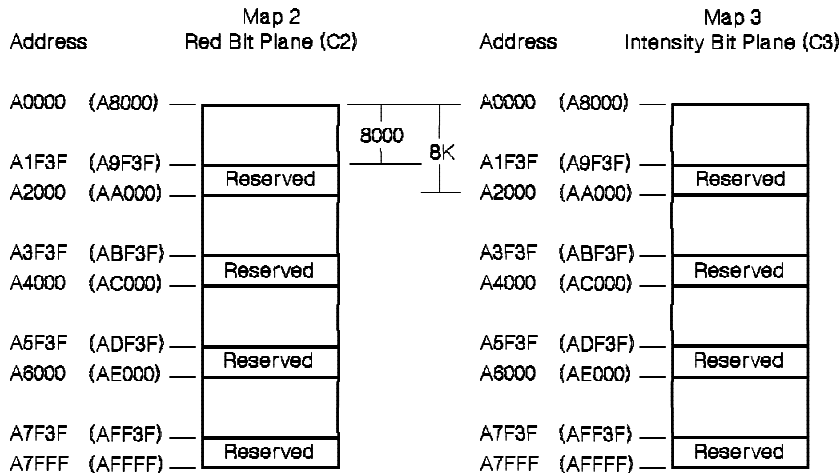 Map 2
Address Red Bit Plane (C2)
Map 3
Address Intensity Bit Plane (C3)
A0000 (A8000)
8000
8K
A1F3F (A9F3F)
Reserved
A2000 (AA000)
A3F3F (ABF3F)
Reserved
A4000 (AC000)
A5F3F (ADF3F)
Reserved
A6000 (AE000)
A7F3F (AFF3F)
Reserved
A7FFF (AFFFF)
A0000 (A8000)
A1F3F (A9F3F)
Reserved
A2000 (AA000)
A3F3F (ABF3F)
Reserved
A4000 (AC000)
A5F3F (ADF3F)
Reserved
A6000 (AE000)
A7F3F (AFF3F)
Reserved
A7FFF (AFFFF)